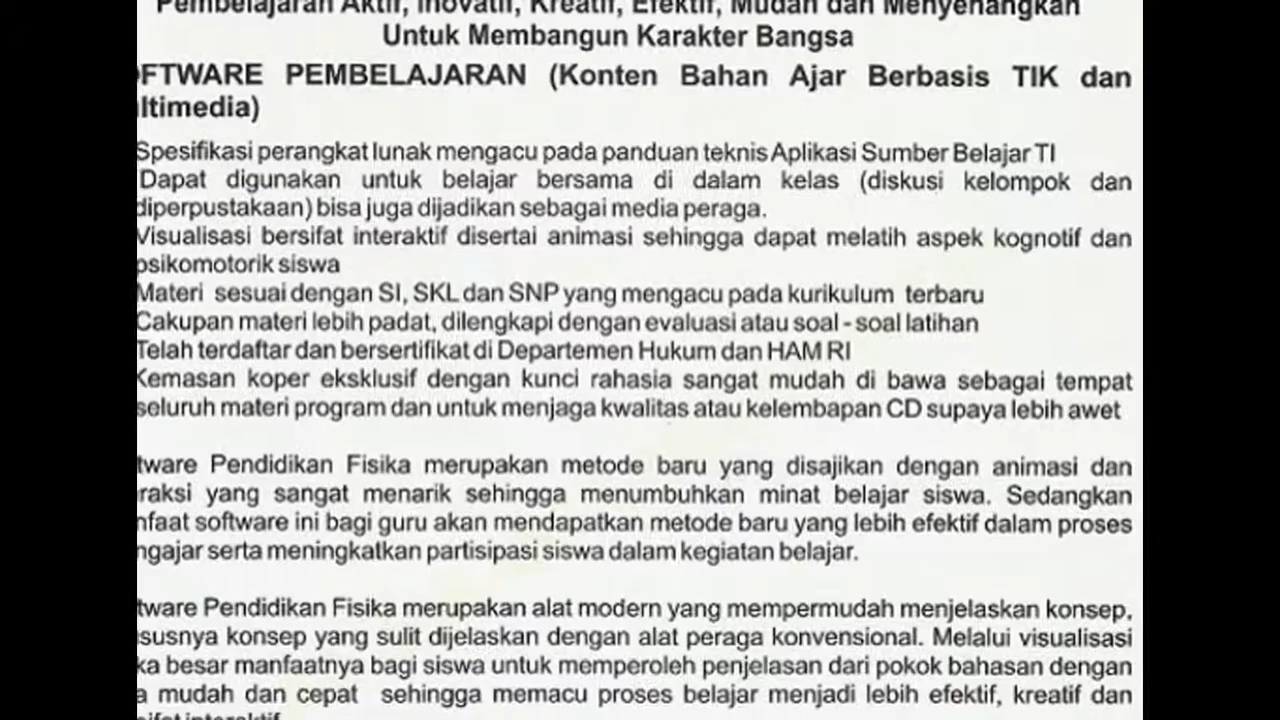 Pembelajaran Aktif, Inovatif, Kreatif, Efektif, Mudah dan Menyenangkan
Untuk Membangun Karakter Bangsa
FTWARE PEMBELAJARAN (Konten Bahan Ajar Berbasis TIK dan
ltimedia)
Spesifikasi perangkat lunak mengacu pada panduan teknis Aplikasi Sumber Belajar TI
Dapat digunakan untuk belajar bersama di dalam kelas (diskusi kelompok dan
diperpustakaan) bisa juga dijadikan sebagai media peraga.
Visualisasi bersifat interaktif disertai animasi sehingga dapat melatih aspek kognotif dan
psikomotorik siswa
Materi sesuai dengan SI, SKL dan SNP yang mengacu pada kurikulum terbaru
Cakupan materi lebih padat, dilengkapi dengan evaluasi atau soal - soal latihan
Telah terdaftar dan bersertifikat di Departemen Hukum dan HAM RI
Kemasan koper eksklusif dengan kunci rahasia sangat mudah di bawa sebagai tempat
seluruh materi program dan untuk menjaga kwalitas atau kelembapan CD supaya lebih awet
tware Pendidikan Fisika merupakan metode baru yang disajikan dengan animasi dan
raksi yang sangat menarik sehingga menumbuhkan minat belajar siswa. Sedangkan
nfaat software ini bagi guru akan mendapatkan metode baru yang lebih efektif dalam proses
ngajar serta meningkatkan partisipasi siswa dalam kegiatan belajar.
tware Pendidikan Fisika merupakan alat modern yang mempermudah menjelaskan konsep.
susnya konsep yang sulit dijelaskan dengan alat peraga konvensional. Melalui visualisasi
ka besar manfaatnya bagi siswa untuk memperoleh penjelasan dari pokok bahasan dengan
a mudah dan cepat sehingga memacu proses belajar menjadi lebih efektif, kreatif dan